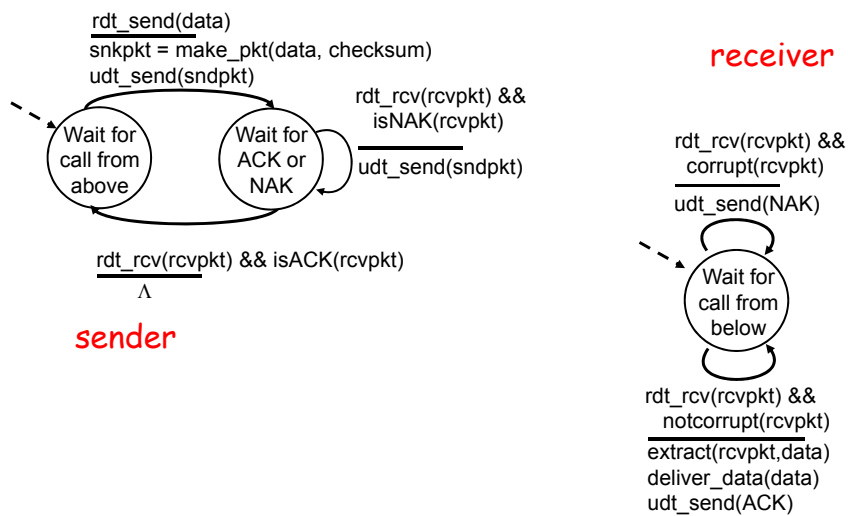 rdt_send(data)
snkpkt = make_pkt(data, checksum)
udt_send(sndpkt)
receiver
rdt_rcv(rcvpkt) &&
isNAK(rcvpkt)
udt_send(sndpkt)
Wait for
call from
above
Wait for
ACK or
NAK
rdt_rcv(rcvpkt) && isACK(rcvpkt)
Λ
sender
rdt_rcv(rcvpkt) &&
corrupt(rcvpkt)
udt_send(NAK)
Wait for
call from
below
rdt_rcv(rcvpkt) &&
notcorrupt(rcvpkt)
extract(rcvpkt,data)
deliver_data(data)
udt_send(ACK)